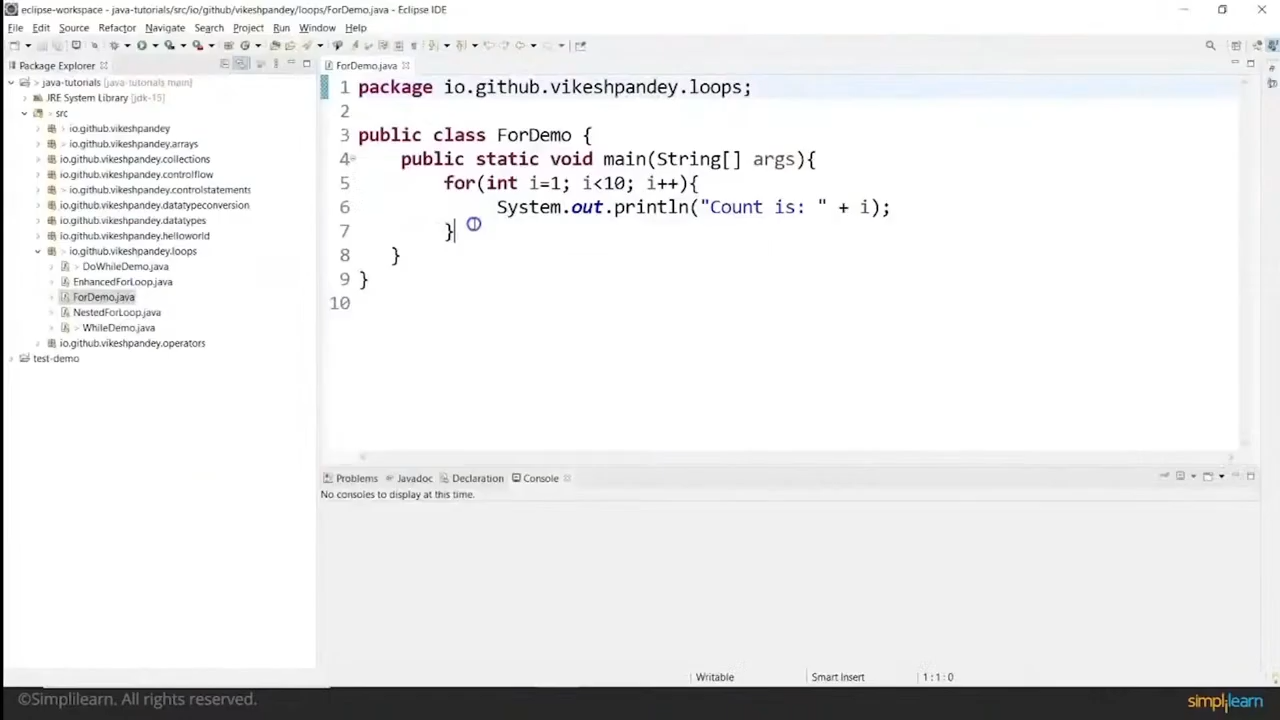 eclipse-workspace - java-tutorials/src/io/github/vikeshpandey/loops/ForDemo.java - Eclipse IDE
File Edit Source Refactor Navigate Search Project Run Window Help
Package Explorer
java-tutorials [java-tutorials main]
JRE System Library [jdk-15]
> src
io.github.vikeshpandey
io.github.vikeshpandey.arrays
io.github.vikeshpandey.collections
io.github.vikeshpandey.controlflow
> io.github.vikeshpandey.controlstatements
io.github.vikeshpandey.datatypeconversion
io.github.vikeshpandey.datatypes
io.github.vikeshpandey.helloworld
> io.github.vikeshpandey.loops
> DoWhileDemo.java
EnhancedForLoop.java
ForDemo.java
NestedForLoop.java
> WhileDemo.java
io.github.vikeshpandey.operators
test-demo
ForDemo.java
1 package io.github.vikeshpandey.loops;
2
3 public class ForDemo {
4 public static void main(String[] args){
5 for(int i=1; i<10; i++){
6 System.out.println("Count is: " + i);
7 }
8 }
9 }
10
Problems Javadoc Declaration Console
No consoles to display at this time.
Writable Smart Insert 1:1:0
©Simplilearn. All rights reserved.
simplilearn